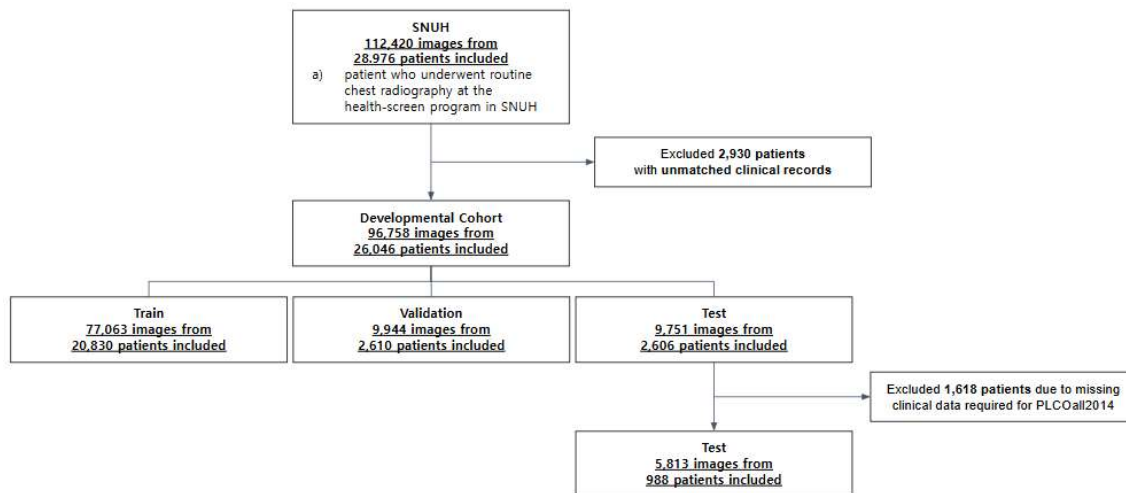 SNUH
112,420 images from
28.976 patients included
a) patient who underwent routine
chest radiography at the
health-screen program in SNUH
Excluded 2,930 patients
with unmatched clinical records
Developmental Cohort
96,758 images from
26,046 patients included
Train
77,063 images from
20,830 patients included
Validation
9,944 images from
2,610 patients included
Test
9,751 images from
2,606 patients included
Excluded 1,618 patients due to missing
clinical data required for PLCOall2014
Test
5,813 images from
988 patients included